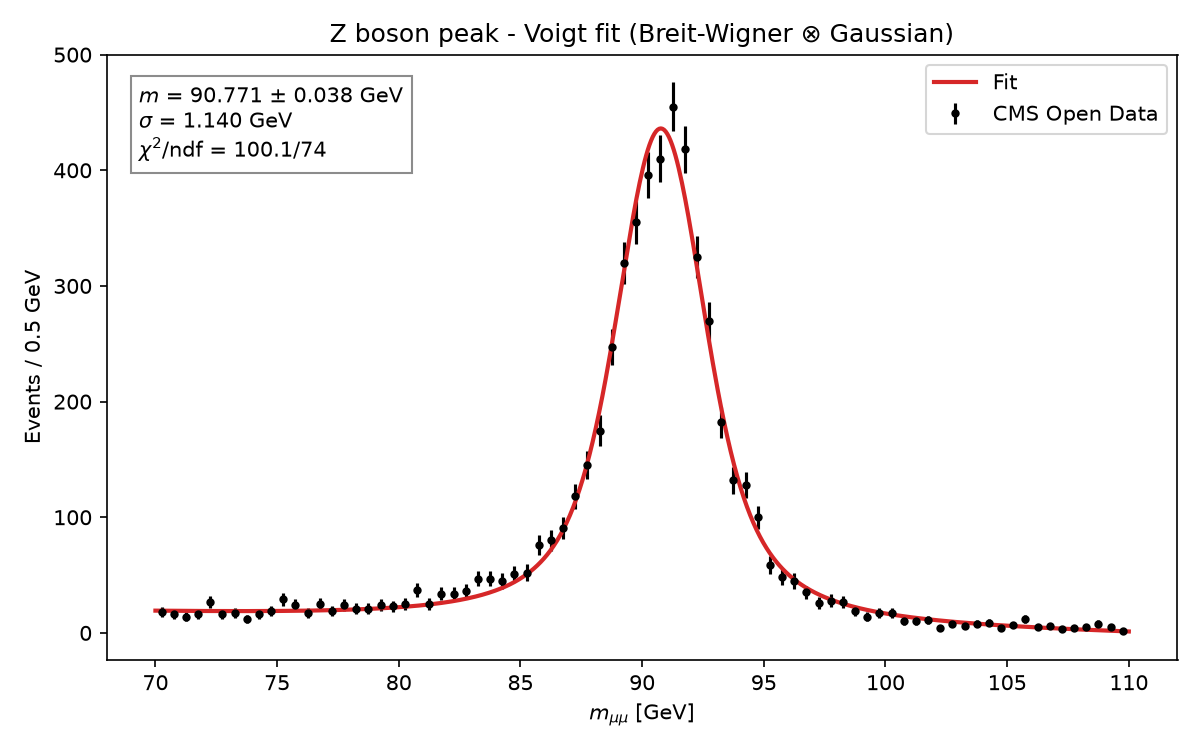 Z boson peak - Voigt fit (Breit-Wigner ⊗ Gaussian)
m = 90.771 ± 0.038 GeV
σ = 1.140 GeV
χ²/ndf = 100.1/74
Fit
CMS Open Data
Events / 0.5 GeV
500
400
300
200
100
0
70 75 80 85 90 95 100 105 110
m_μμ [GeV]